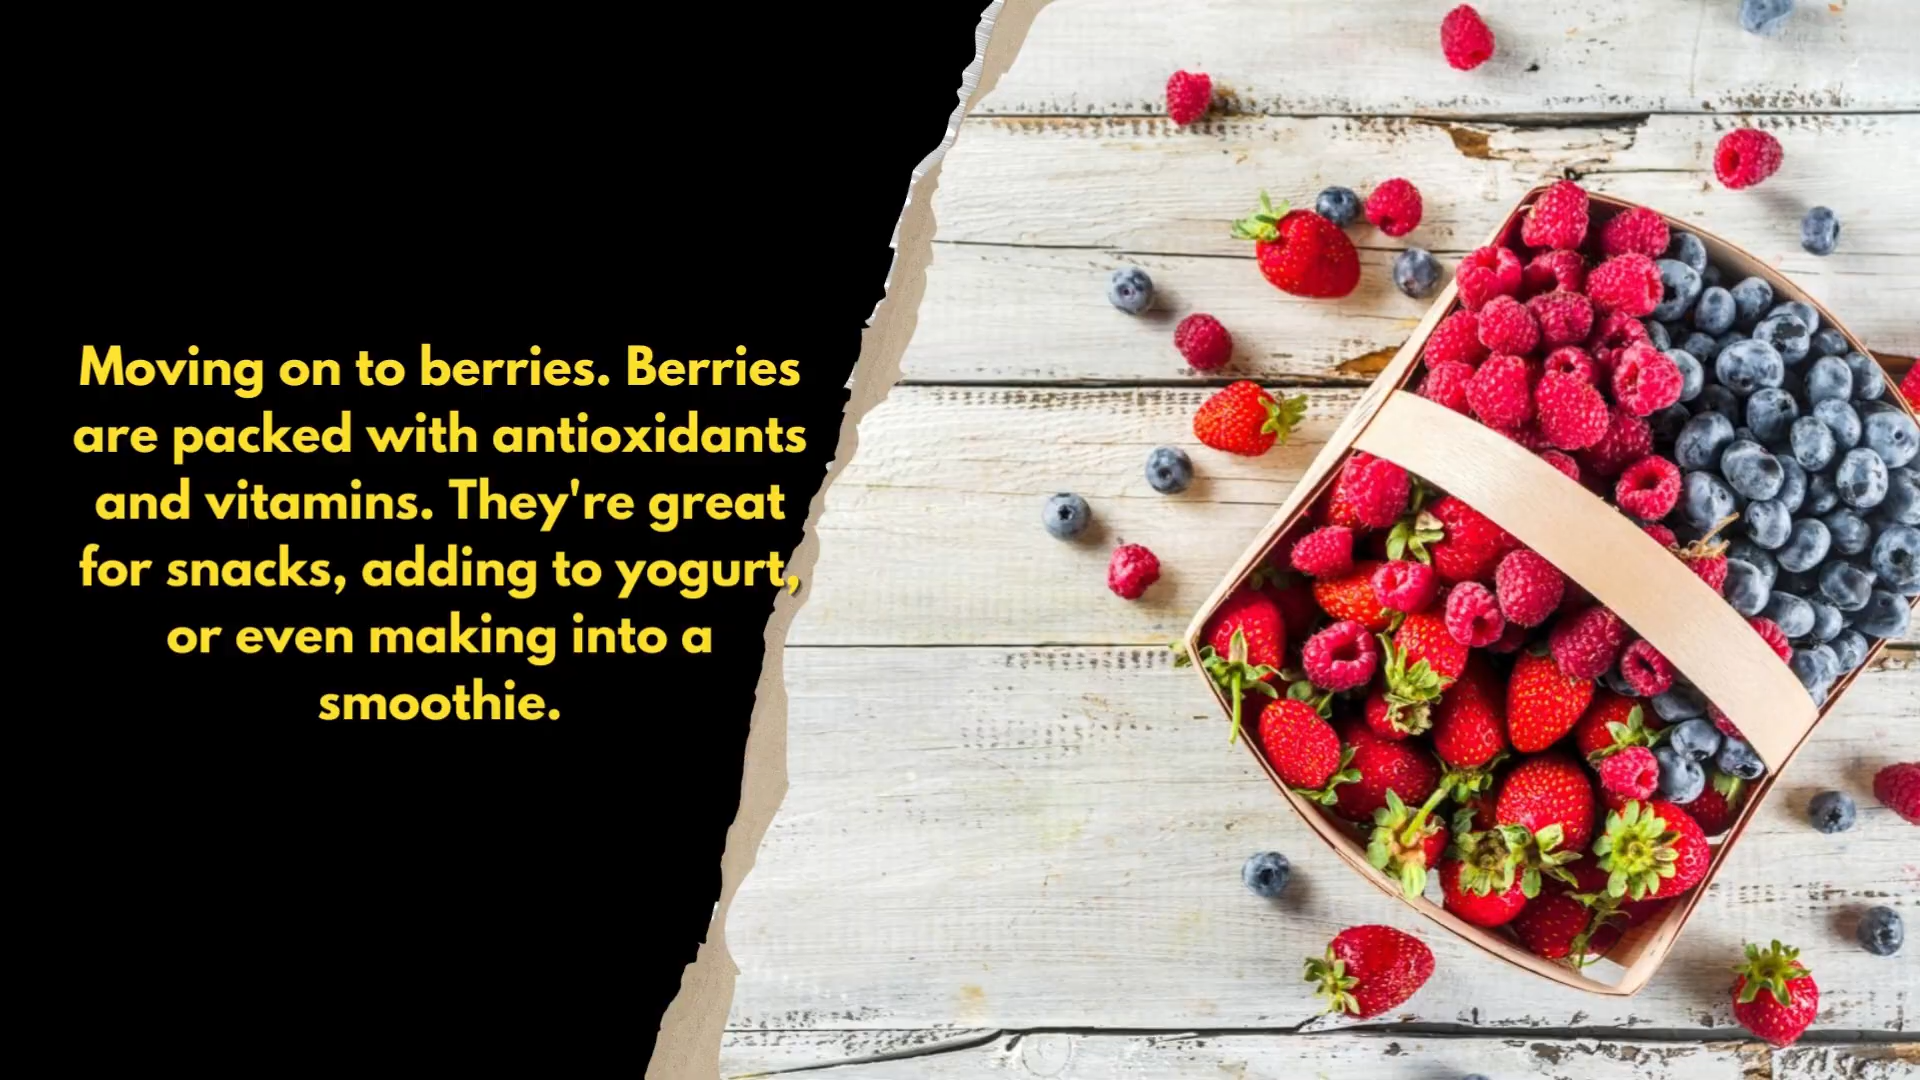 Moving on to berries. Berries
are packed with antioxidants
and vitamins. They're great
for snacks, adding to yogurt,
or even making into a
smoothie.